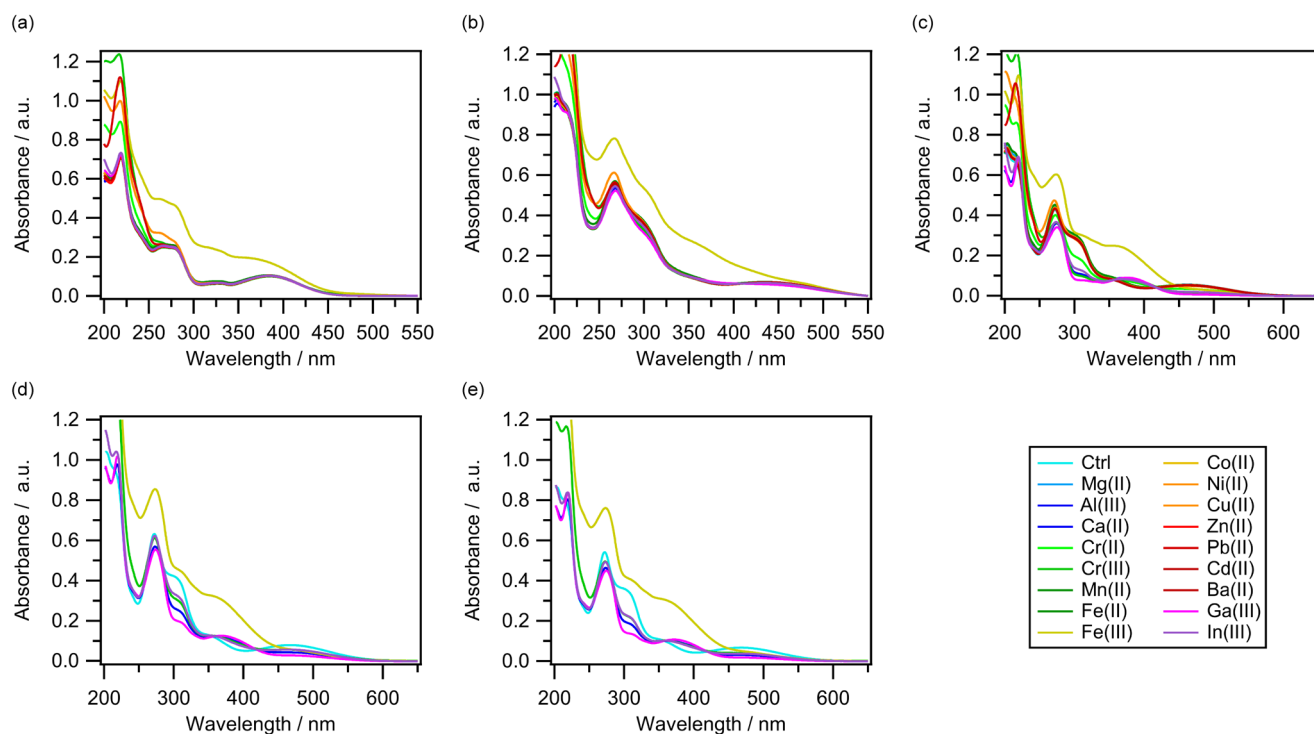 (a)
(b)
(c)
1.2
1.0
0.8
0.6
0.4
0.2
0.0
Absorbance / a.u.
200 250 300 350 400 450 500 550
Wavelength / nm
1.2
1.0
0.8
0.6
0.4
0.2
0.0
Absorbance / a.u.
200 250 300 350 400 450 500 550
Wavelength / nm
1.2
1.0
0.8
0.6
0.4
0.2
0.0
Absorbance / a.u.
200 300 400 500 600
Wavelength / nm
(d)
(e)
1.2
1.0
0.8
0.6
0.4
0.2
0.0
Absorbance / a.u.
200 300 400 500 600
Wavelength / nm
1.2
1.0
0.8
0.6
0.4
0.2
0.0
Absorbance / a.u.
200 300 400 500 600
Wavelength / nm
Ctrl
Mg(II)
Al(III)
Ca(II)
Cr(II)
Cr(III)
Mn(II)
Fe(II)
Fe(III)
Co(II)
Ni(II)
Cu(II)
Zn(II)
Pb(II)
Cd(II)
Ba(II)
Ga(III)
In(III)